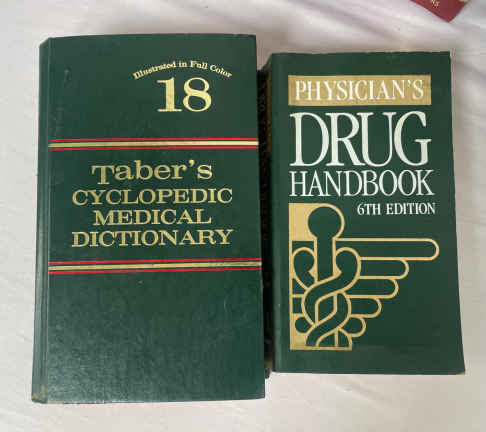 Illustrated in Full Color
18
Taber's
CYCLOPEDIC
MEDICAL
DICTIONARY
PHYSICIAN'S
DRUG
HANDBOOK
6TH EDITION